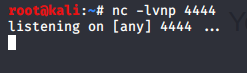 root@kali:~# nc -lvnp 4444
listening on [any] 4444 ...